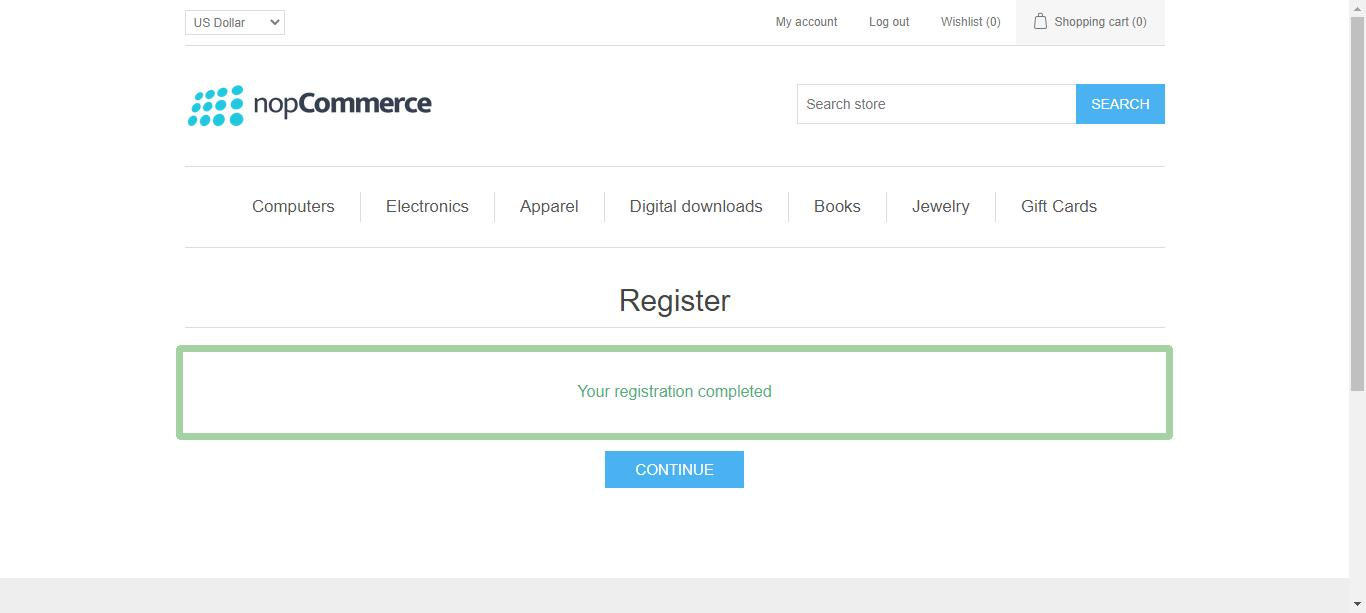 US Dollar
My account
Log out
Wishlist (0)
Shopping cart (0)
nopCommerce
Search store
SEARCH
Computers
Electronics
Apparel
Digital downloads
Books
Jewelry
Gift Cards
Register
Your registration completed
CONTINUE